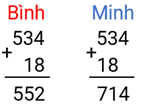 Bình Minh
534 534
+ +
18 18
552 714